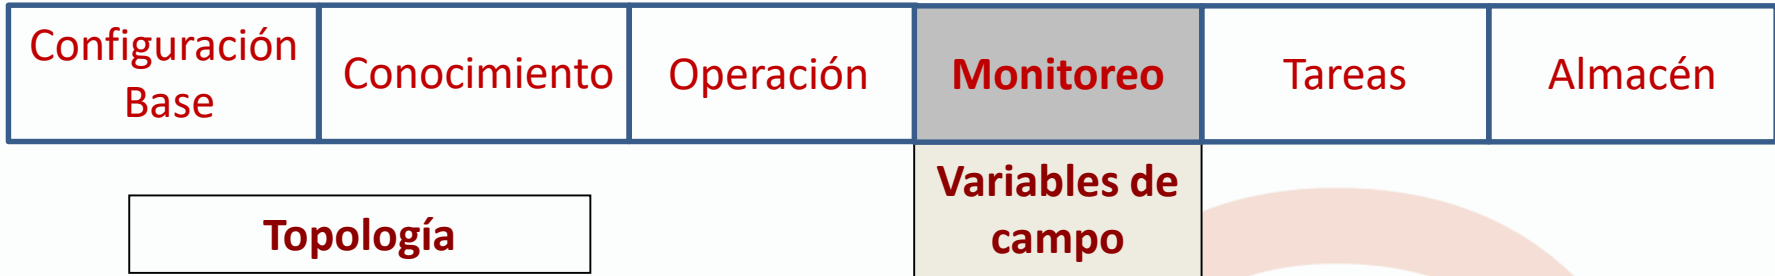 Configuración
Base
Conocimiento
Operación
Monitoreo
Tareas
Almacén
Variables de
campo
Topología